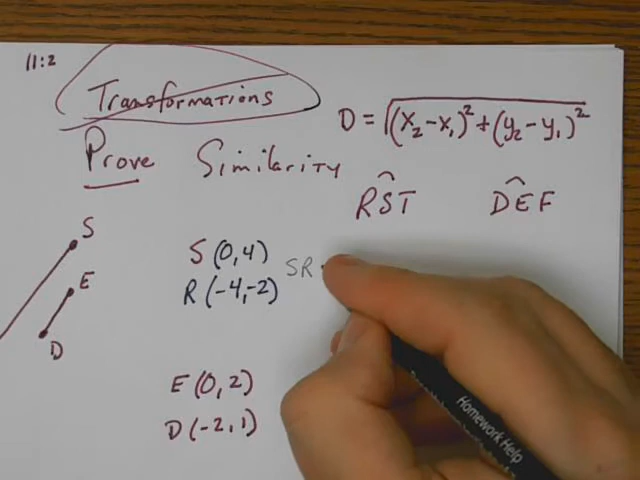 11:2
Transformations
D = √(x₂-x₁)² + (y₂-y₁)²
Prove Similarity
RST DEF
S
E
D
S (0,4)
R (-4,-2)
SR
E (0,2)
D (-2,1)
Homework Help